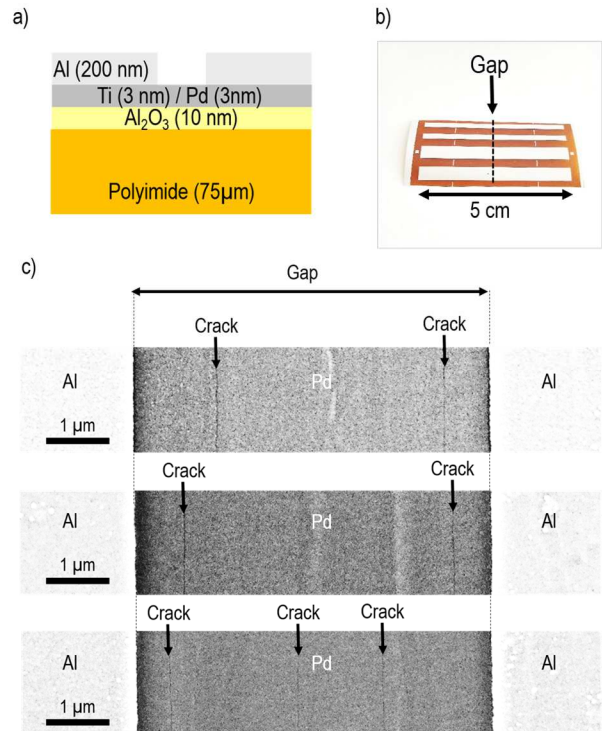 a)
Al (200 nm)
Ti (3 nm) / Pd (3nm)
Al₂O₃ (10 nm)
Polyimide (75µm)
b)
Gap
5 cm
c)
Gap
Crack
Crack
Al
Pd
Al
1 µm
Crack
Crack
Al
Pd
Al
1 µm
Crack
Crack
Crack
Al
Pd
Al
1 µm